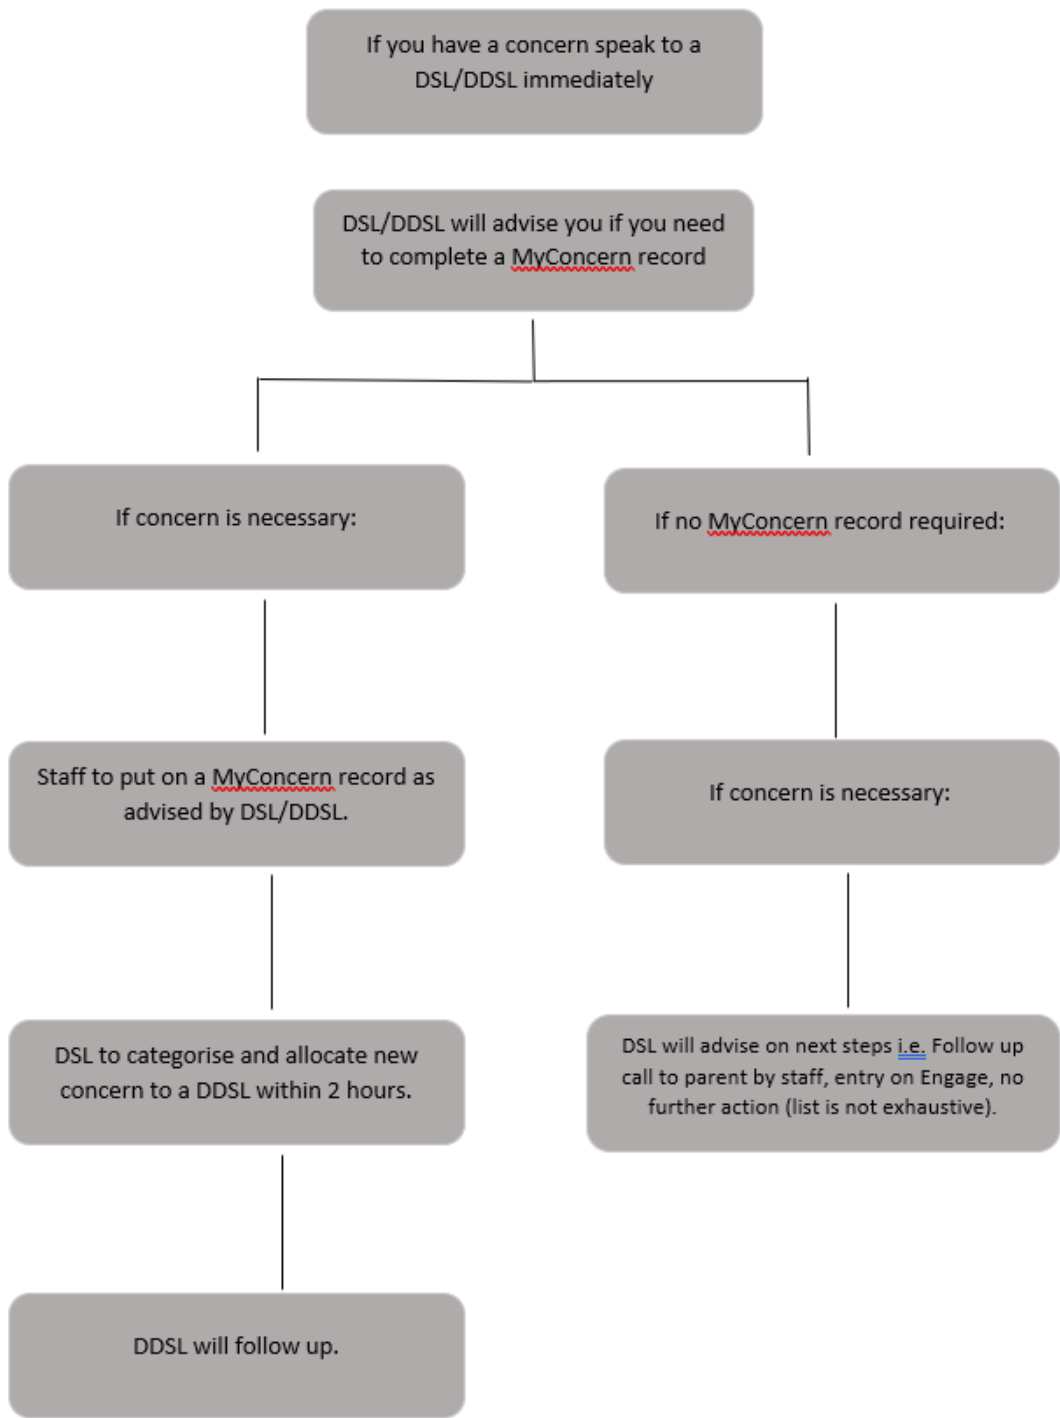 If you have a concern speak to a
DSL/DDSL immediately
DSL/DDSL will advise you if you need
to complete a MyConcern record
If concern is necessary:
If no MyConcern record required:
Staff to put on a MyConcern record as
advised by DSL/DDSL.
If concern is necessary:
DSL to categorise and allocate new
concern to a DDSL within 2 hours.
DSL will advise on next steps i.e. Follow up
call to parent by staff, entry on Engage, no
further action (list is not exhaustive).
DDSL will follow up.